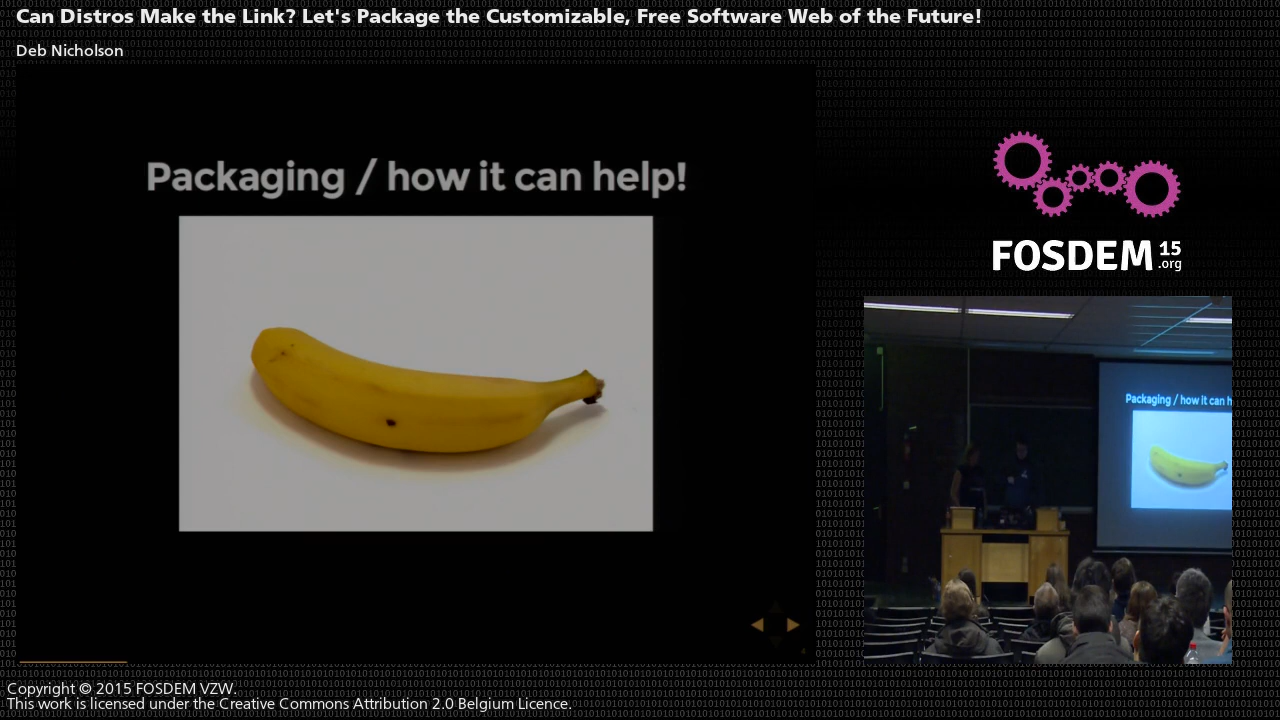 Can Distros Make the Link? Let's Package the Customizable, Free Software Web of the Future!
Deb Nicholson
Packaging / how it can help!
FOSDEM 15
.org
Packaging / how it can h
4
Copyright © 2015 FOSDEM VZW.
This work is licensed under the Creative Commons Attribution 2.0 Belgium Licence.